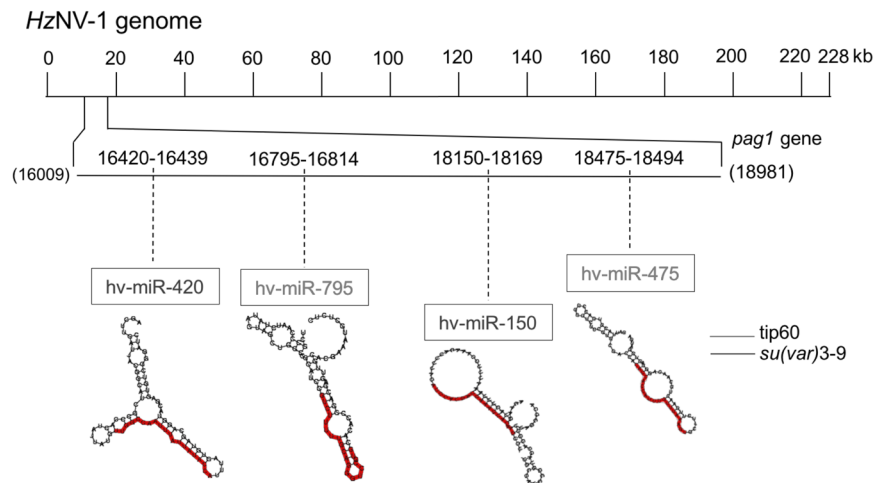 HzNV-1 genome
0 20 40 60 80 100 120 140 160 180 200 220 228 kb
pag1 gene
16420-16439 16795-16814 18150-18169 18475-18494
(16009) (18981)
hv-miR-420 hv-miR-795 hv-miR-475
hv-miR-150
tip60
su(var)3-9